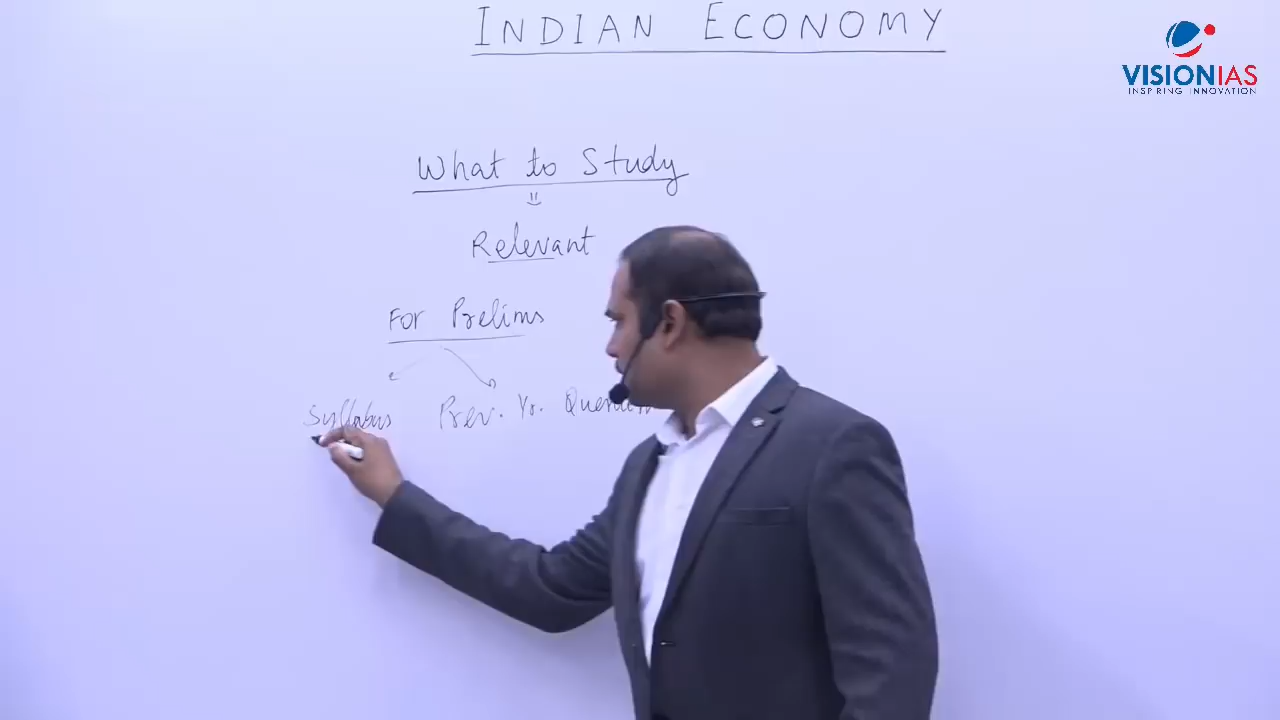 INDIAN ECONOMY
VISIONIAS
INSPIRING INNOVATION
What to Study
Relevant
For Prelims
Syllabus Prev. Yr.